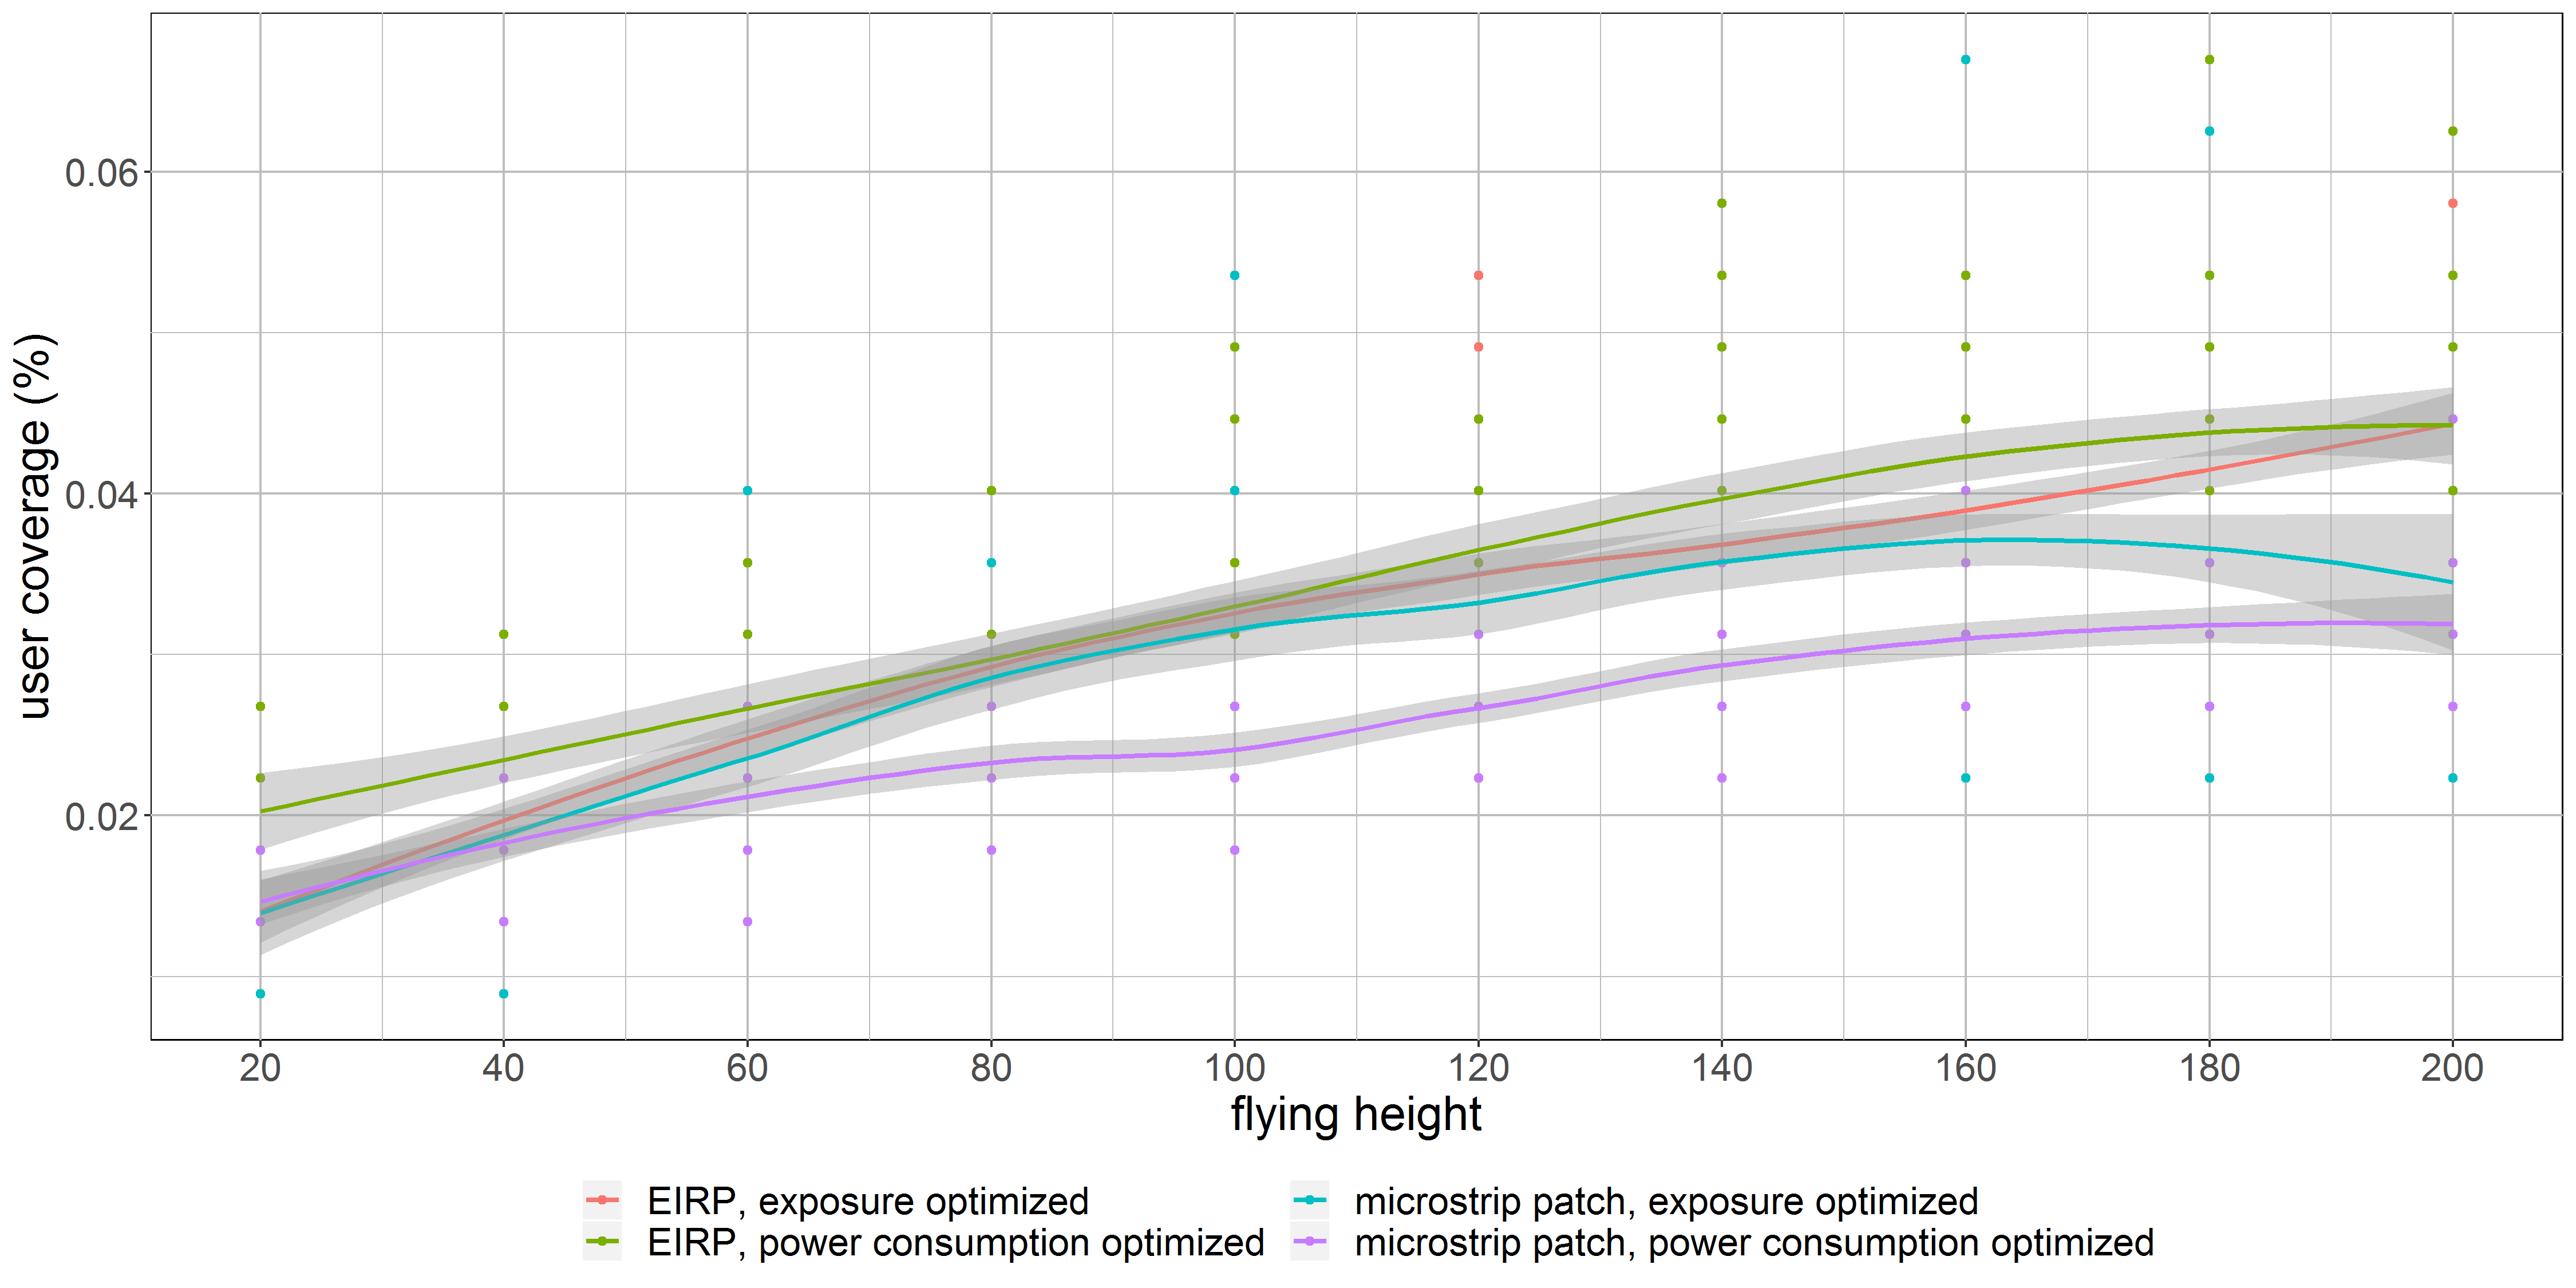 user coverage (%)
0.06
0.04
0.02
20 40 60 80 100 120 140 160 180 200
flying height
EIRP, exposure optimized microstrip patch, exposure optimized
EIRP, power consumption optimized microstrip patch, power consumption optimized